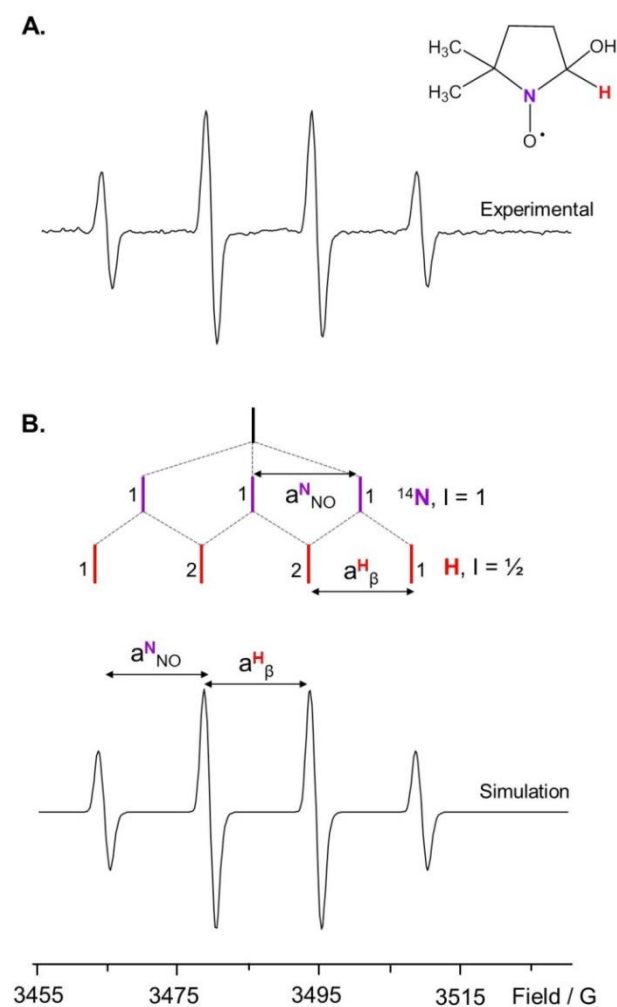 A.
H₃C
H₃C
OH
N
H
O•
Experimental
B.
1 1 1 aᴺNO ¹⁴N, I = 1
1 2 2 1 aᴴβ H, I = ½
aᴺNO aᴴβ
Simulation
3455 3475 3495 3515 Field / G